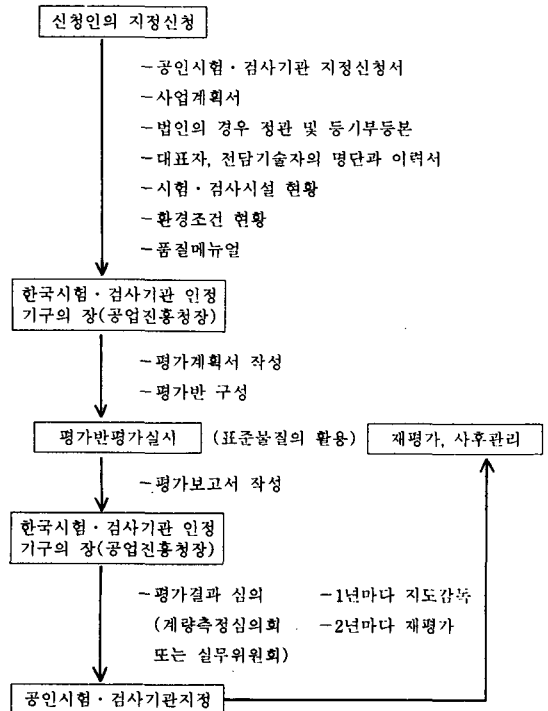 신청인의 지정신청
-공인시험·검사기관 지정신청서
-사업계획서
-법인의 경우 정관 및 등기부등본
-대표자, 전담기술자의 명단과 이력서
-시험·검사시설 현황
-환경조건 현황
-품질메뉴얼
한국시험·검사기관 인정
기구의 장(공업진흥청장)
-평가계획서 작성
-평가반 구성
평가반평가실시 (표준물질의 활용) 재평가, 사후관리
-평가보고서 작성
한국시험·검사기관 인정
기구의 장(공업진흥청장)
-평가결과 심의 -1년마다 지도감독
(계량측정심의회 -2년마다 재평가
또는 실무위원회)
공인시험·검사기관지정